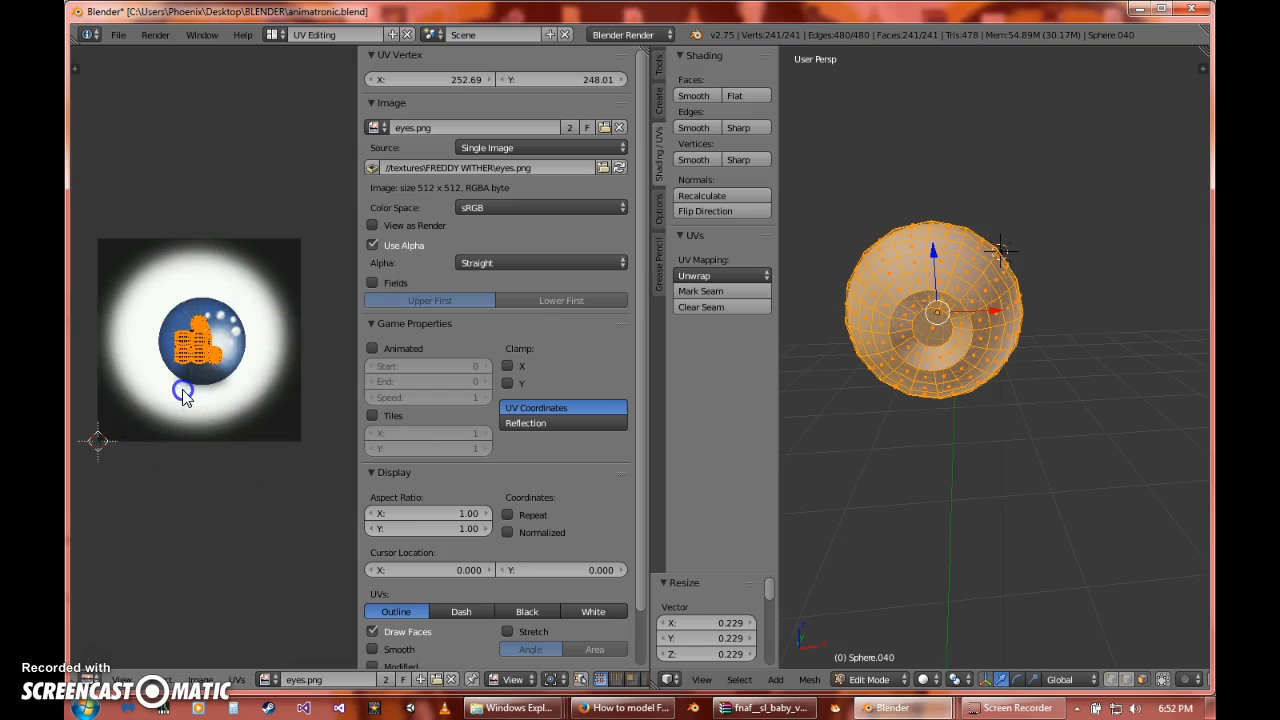 Blender* [C:\Users\Phoenix\Desktop\BLENDER\animatronic.blend]
File Render Window Help UV Editing Scene Blender Render v2.75 | Verts:241/241 | Edges:480/480 | Faces:241/241 | Tris:478 | Mem:54.89M (30.17M) | Sphere.040
UV Vertex
X: 252.69 Y: 248.01
Image
eyes.png 2 F
Source: Single Image
//textures\FREDDY WITHER\eyes.png
Image: size 512 x 512, RGBA byte
Color Space: sRGB
View as Render
Use Alpha
Alpha: Straight
Fields
Upper First Lower First
Game Properties
Animated Clamp:
Start: 0 X
End: 0 Y
Speed: 1
Tiles UV Coordinates
X: 1 Reflection
Y: 1
Display
Aspect Ratio: Coordinates:
X: 1.00 Repeat
Y: 1.00 Normalized
Cursor Location:
X: 0.000 Y: 0.000
UVs:
Outline Dash Black White
Draw Faces Stretch
Smooth Angle Area
Modified
Tools
Create
Shading / UVs
Options
Grease Pencil
Shading
Faces:
Smooth Flat
Edges:
Smooth Sharp
Vertices:
Smooth Sharp
Normals:
Recalculate
Flip Direction
UVs
UV Mapping:
Unwrap
Mark Seam
Clear Seam
Resize
Vector
X: 0.229
Y: 0.229
Z: 0.229
User Persp
(0) Sphere.040
Image UVs eyes.png 2 F View
View Select Add Mesh Edit Mode Global
Recorded with
SCREENCAST MATIC
Windows Expl... How to model F... fnaf__sl_baby_v... Blender Screen Recorder 6:52 PM